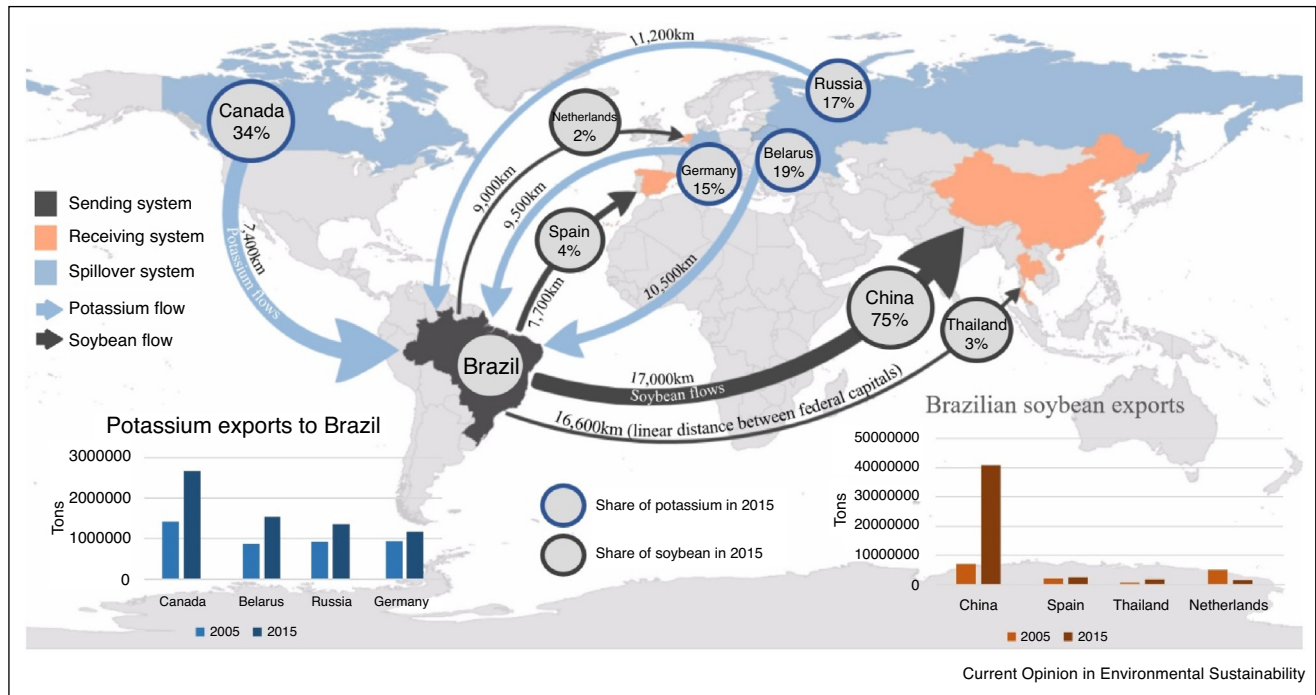 11,200km
Canada
34%
Netherlands
2%
Russia
17%
Germany
15%
Belarus
19%
9,000km
9,500km
Spain
4%
7,400km
Potassium flows
7,700km
10,500km
Sending system
Receiving system
Spillover system
Potassium flow
Soybean flow
China
75%
Thailand
3%
Brazil
17,000km
Soybean flows
16,600km (linear distance between federal capitals)
Potassium exports to Brazil
3000000
2000000
1000000
0
Tons
Canada
Belarus
Russia
Germany
2005
2015
Share of potassium in 2015
Share of soybean in 2015
Brazilian soybean exports
50000000
40000000
30000000
20000000
10000000
0
Tons
China
Spain
Thailand
Netherlands
2005
2015
Current Opinion in Environmental Sustainability